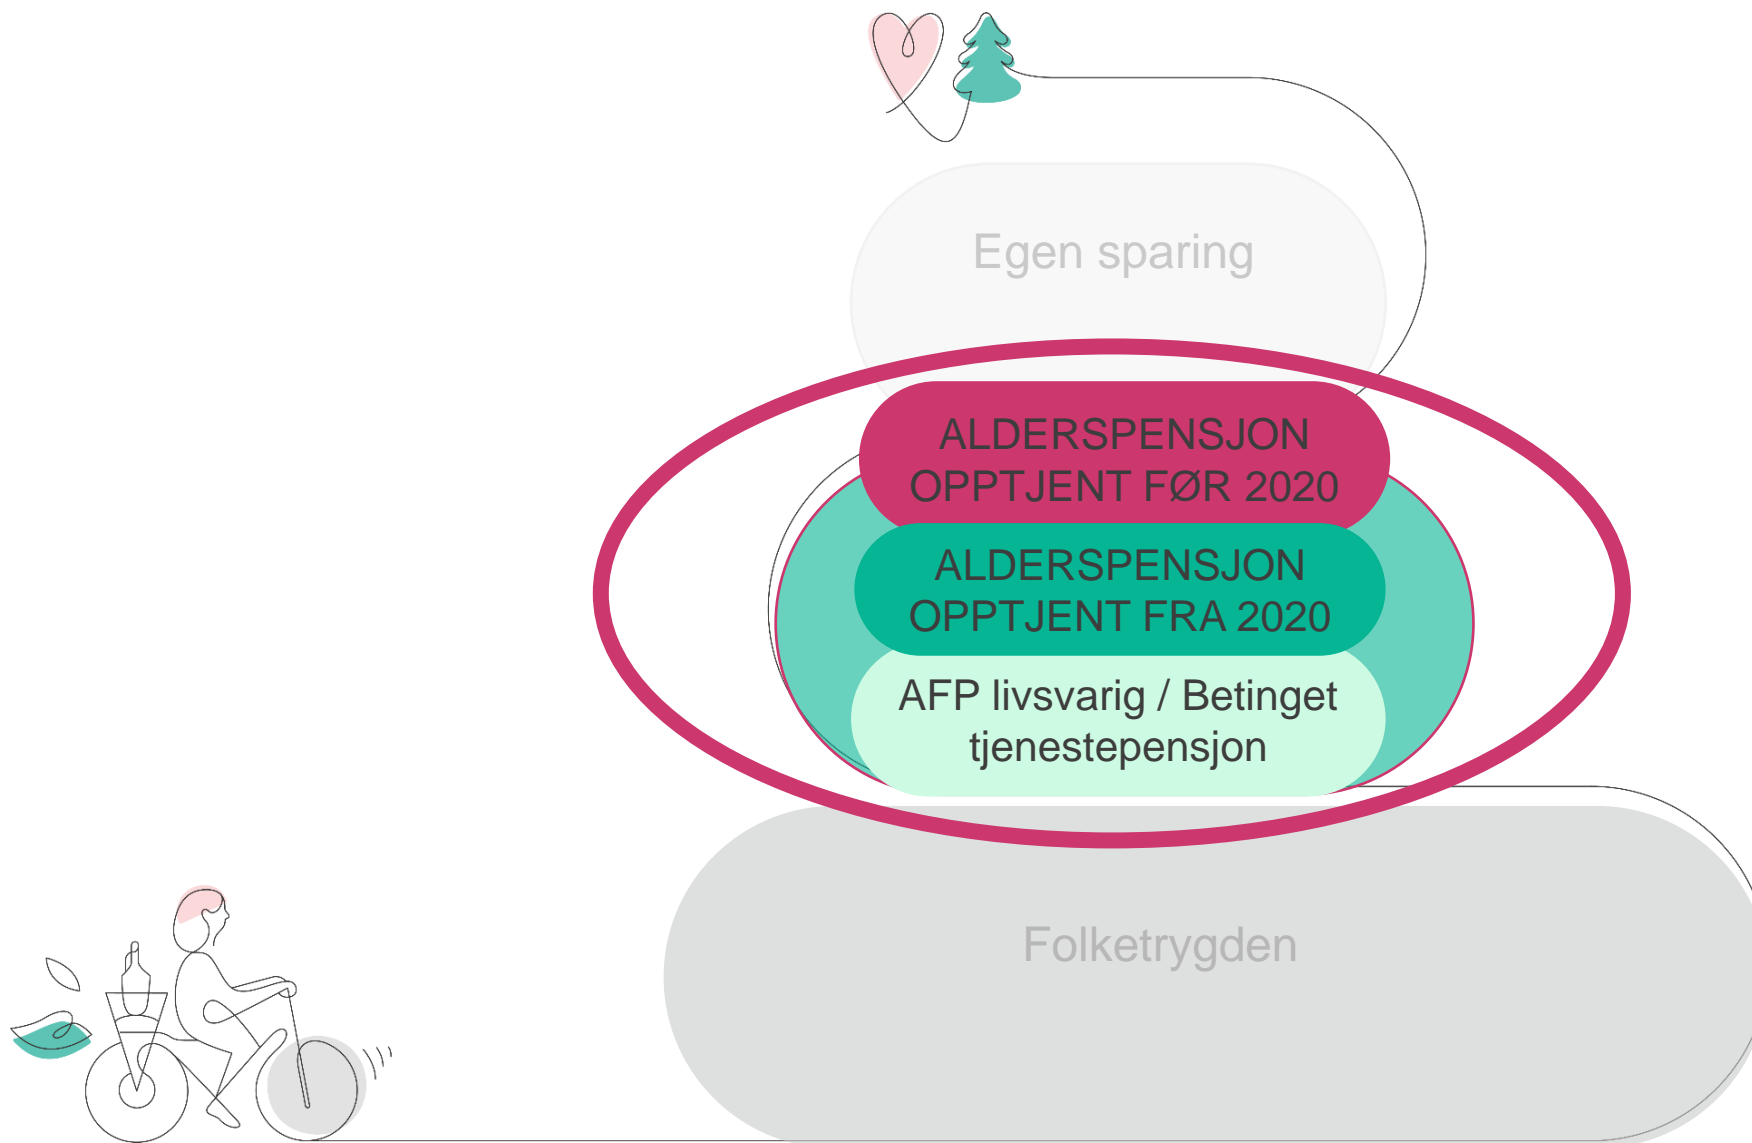 Egen sparing
ALDERSPENSJON
OPPTJENT FØR 2020
ALDERSPENSJON
OPPTJENT FRA 2020
AFP livsvarig / Betinget
tjenestepensjon
Folketrygden